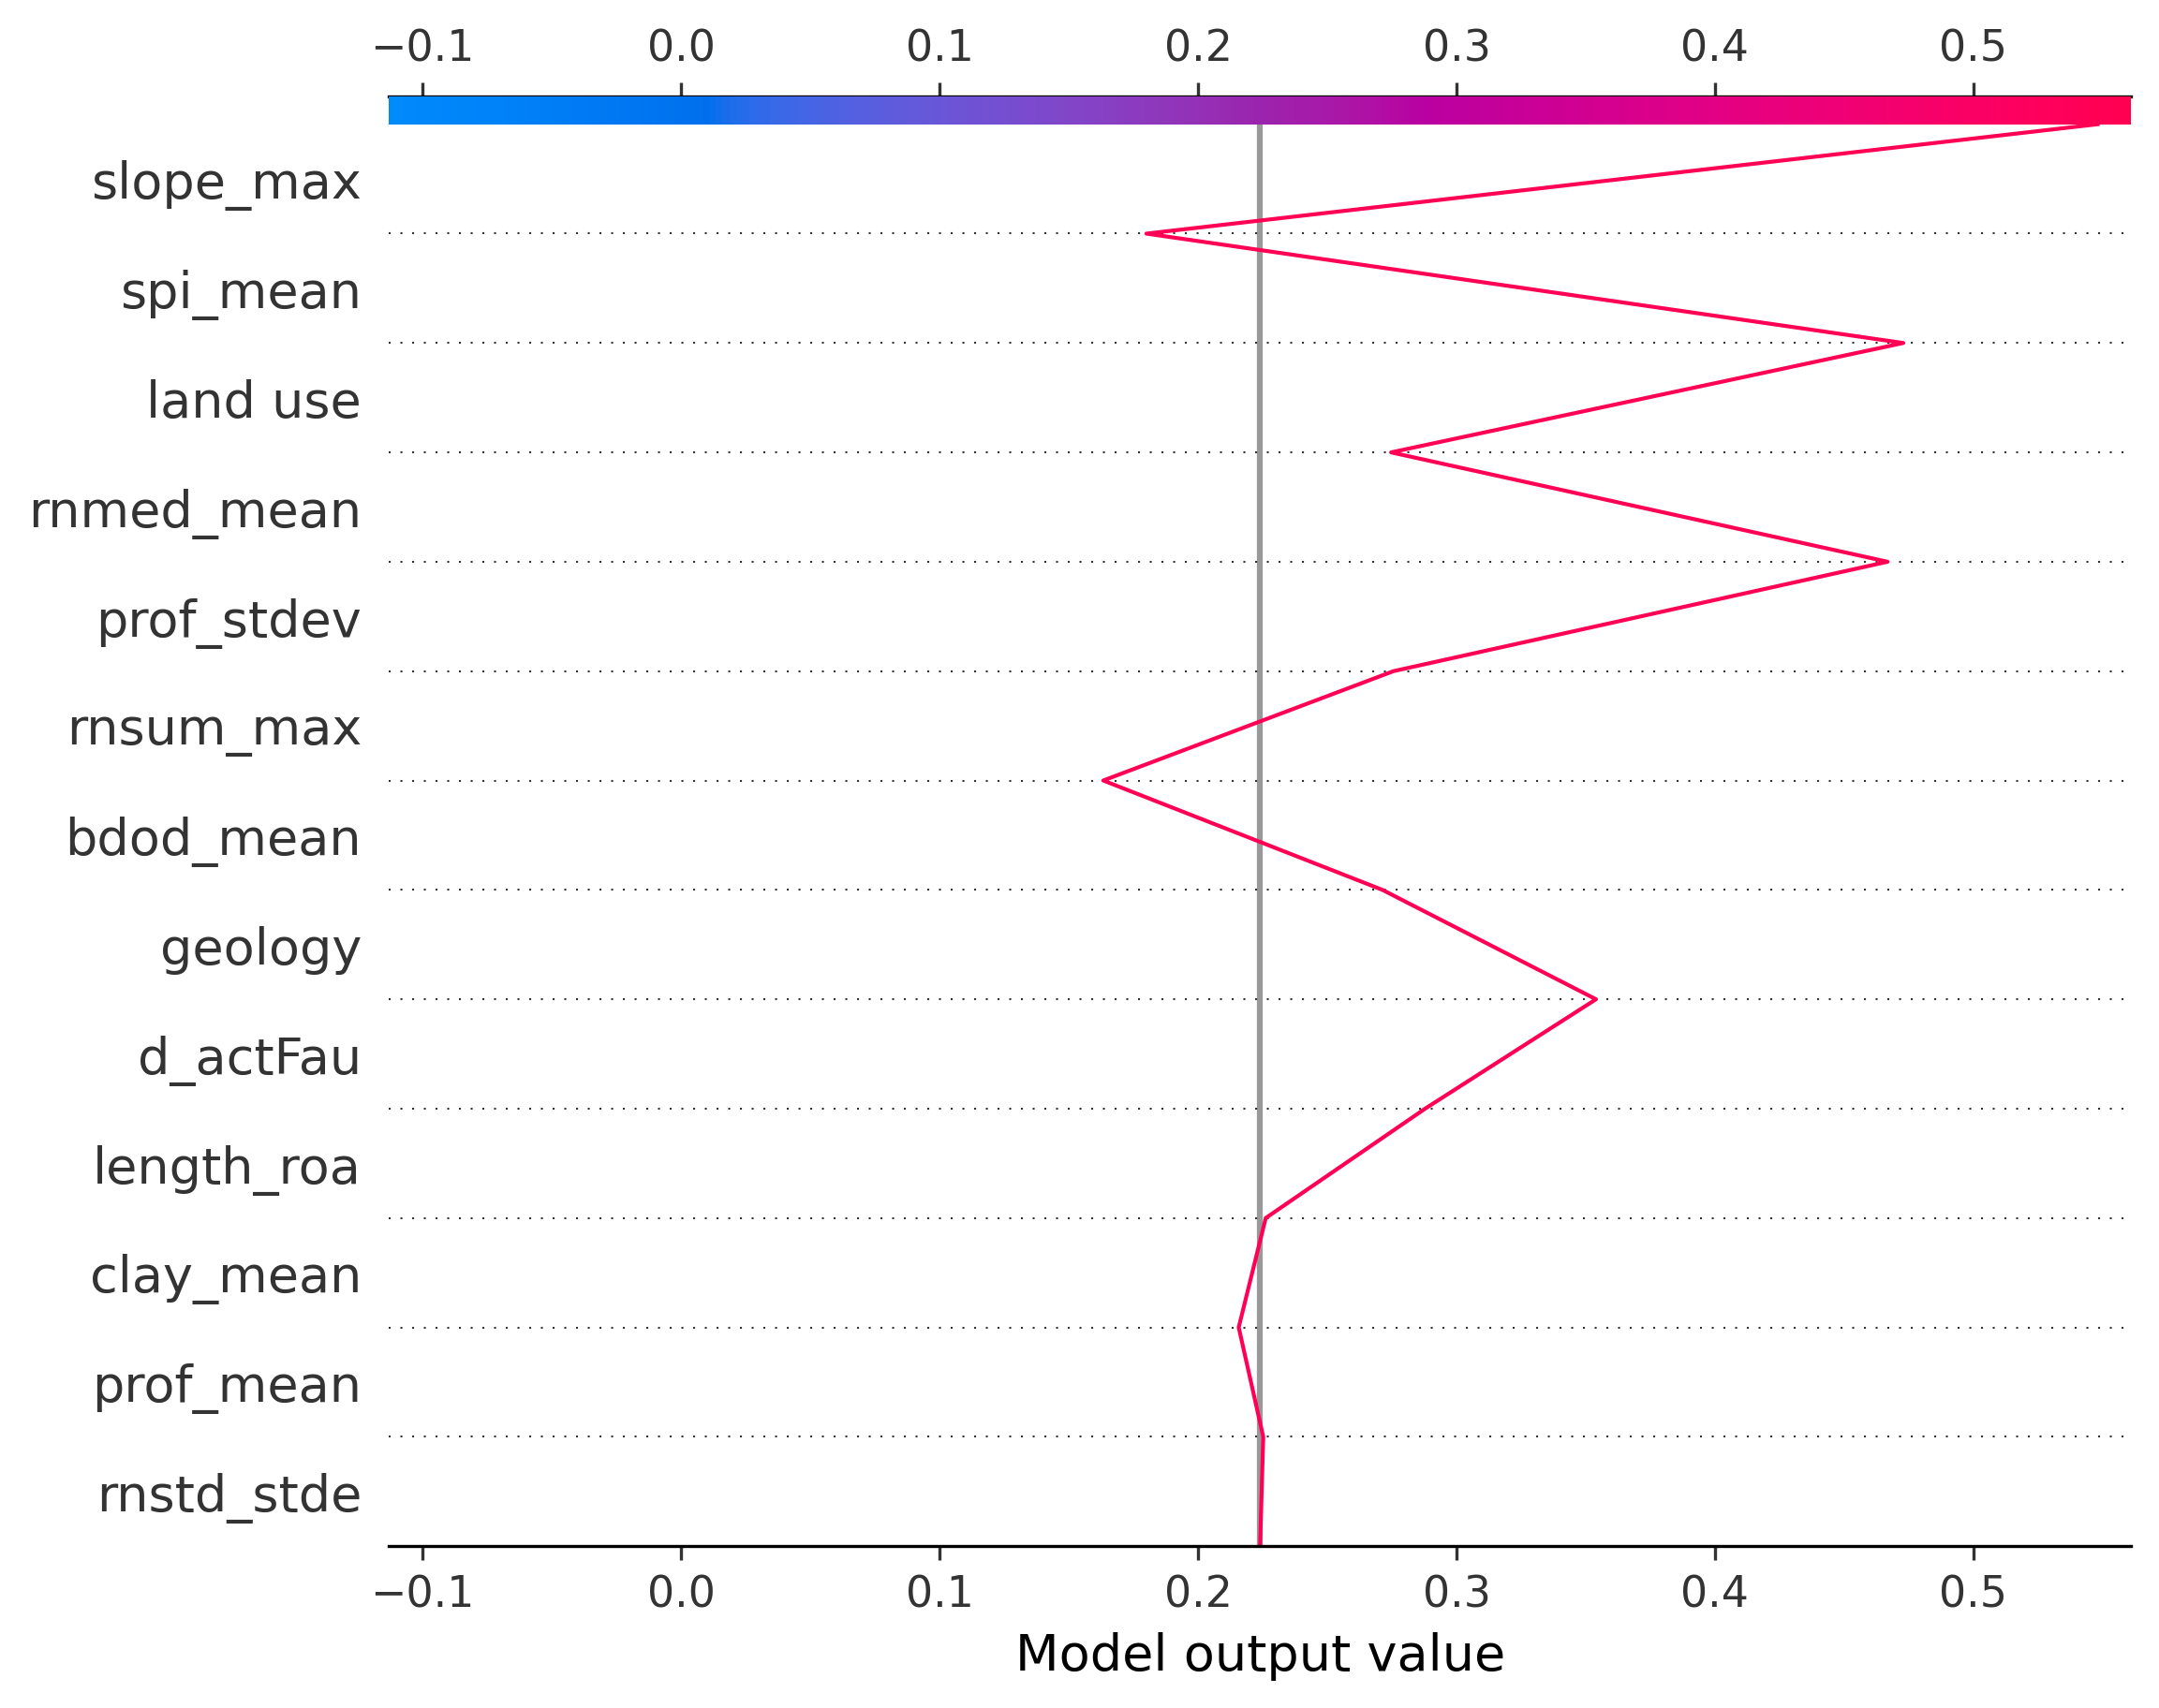 −0.1 0.0 0.1 0.2 0.3 0.4 0.5
slope_max
spi_mean
land use
rnmed_mean
prof_stdev
rnsum_max
bdod_mean
geology
d_actFau
length_roa
clay_mean
prof_mean
rnstd_stde
−0.1 0.0 0.1 0.2 0.3 0.4 0.5
Model output value